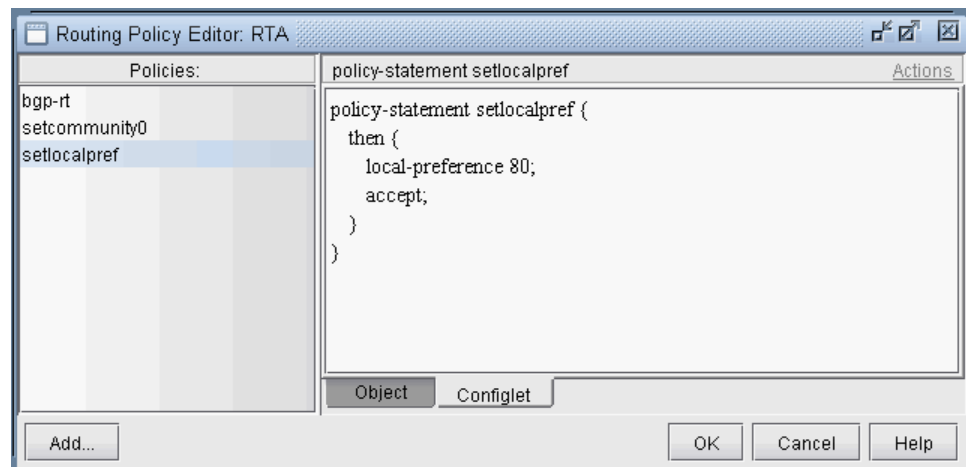 Routing Policy Editor: RTA
Policies:
bgp-rt
setcommunity0
setlocalpref
policy-statement setlocalpref
Actions
policy-statement setlocalpref {
then {
local-preference 80;
accept;
}
}
Object
Configlet
Add...
OK
Cancel
Help